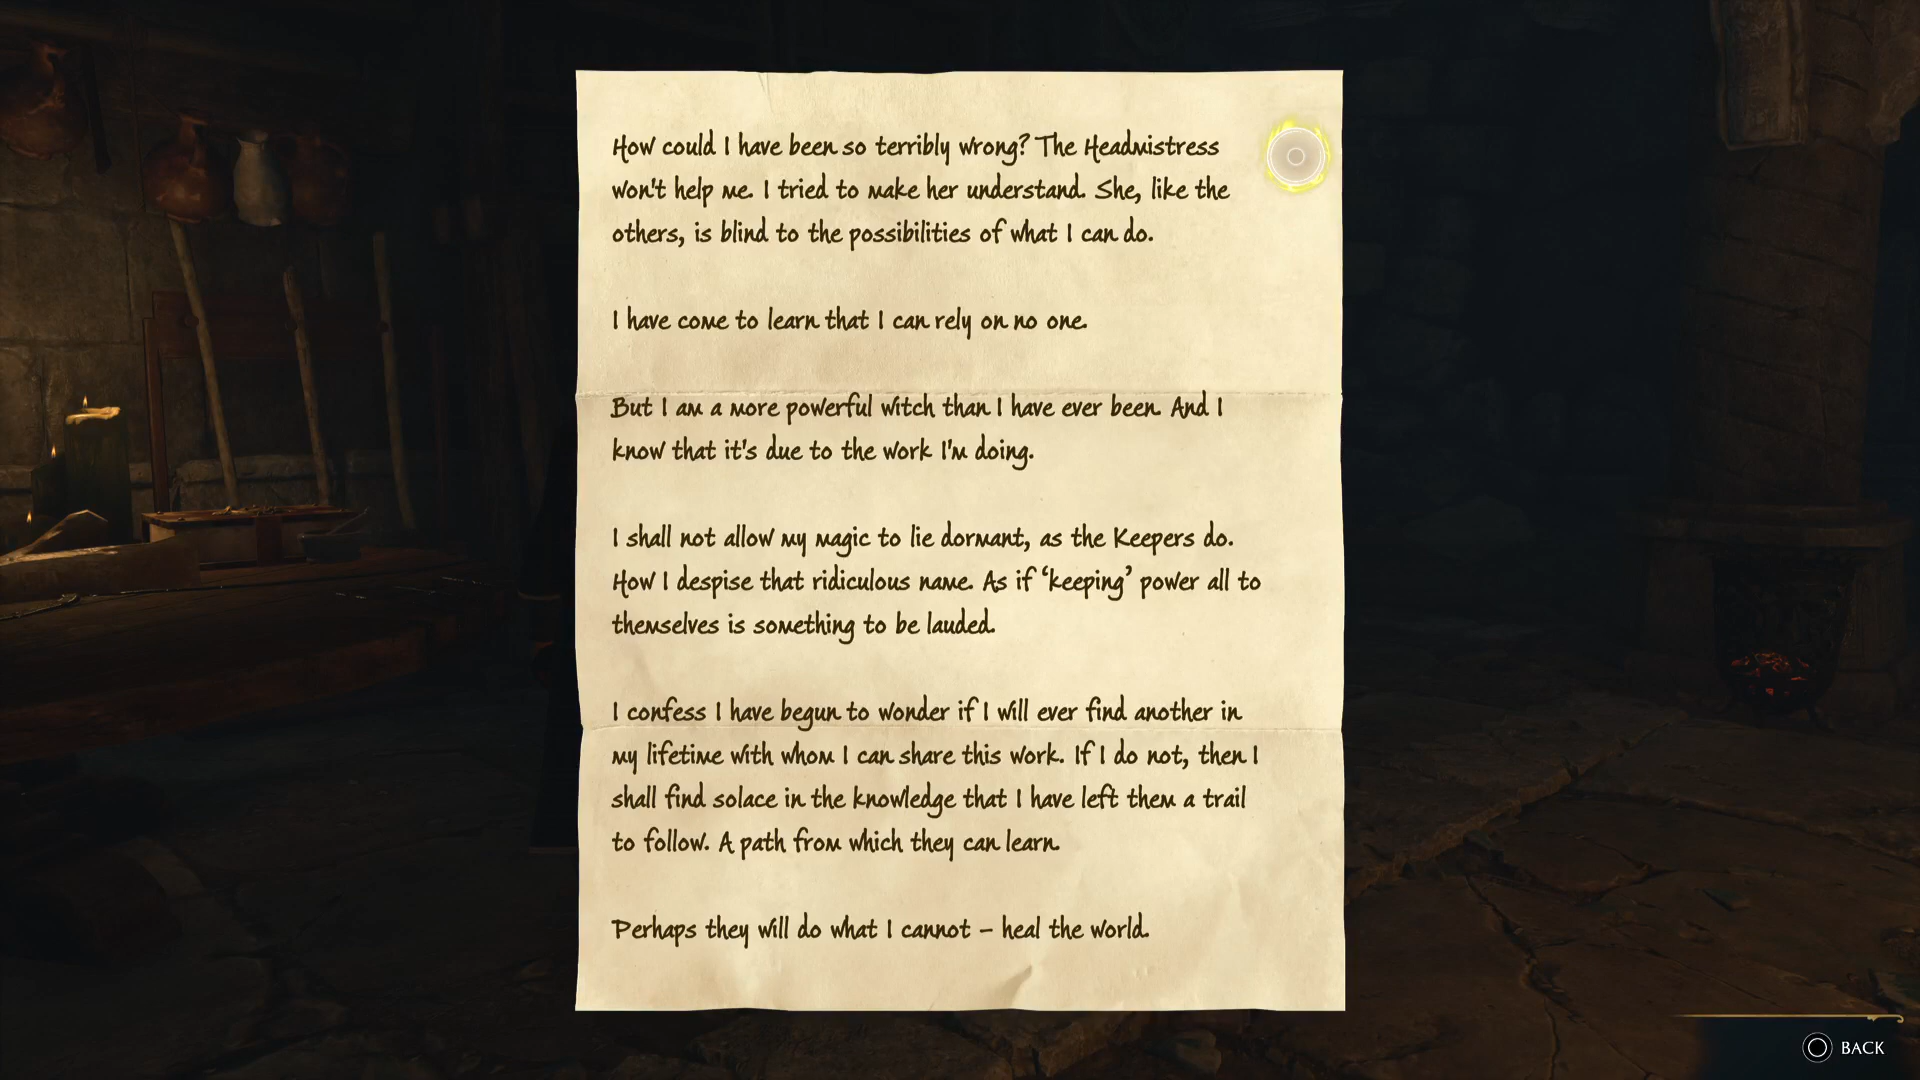 How could I have been so terribly wrong? The Headmistress
won't help me. I tried to make her understand. She, like the
others, is blind to the possibilities of what I can do.
I have come to learn that I can rely on no one.
But I am a more powerful witch than I have ever been. And I
know that it's due to the work I'm doing.
I shall not allow my magic to lie dormant, as the Keepers do.
How I despise that ridiculous name. As if ‘keeping’ power all to
themselves is something to be lauded.
I confess I have begun to wonder if I will ever find another in
my lifetime with whom I can share this work. If I do not, then I
shall find solace in the knowledge that I have left them a trail
to follow. A path from which they can learn.
Perhaps they will do what I cannot – heal the world.
BACK